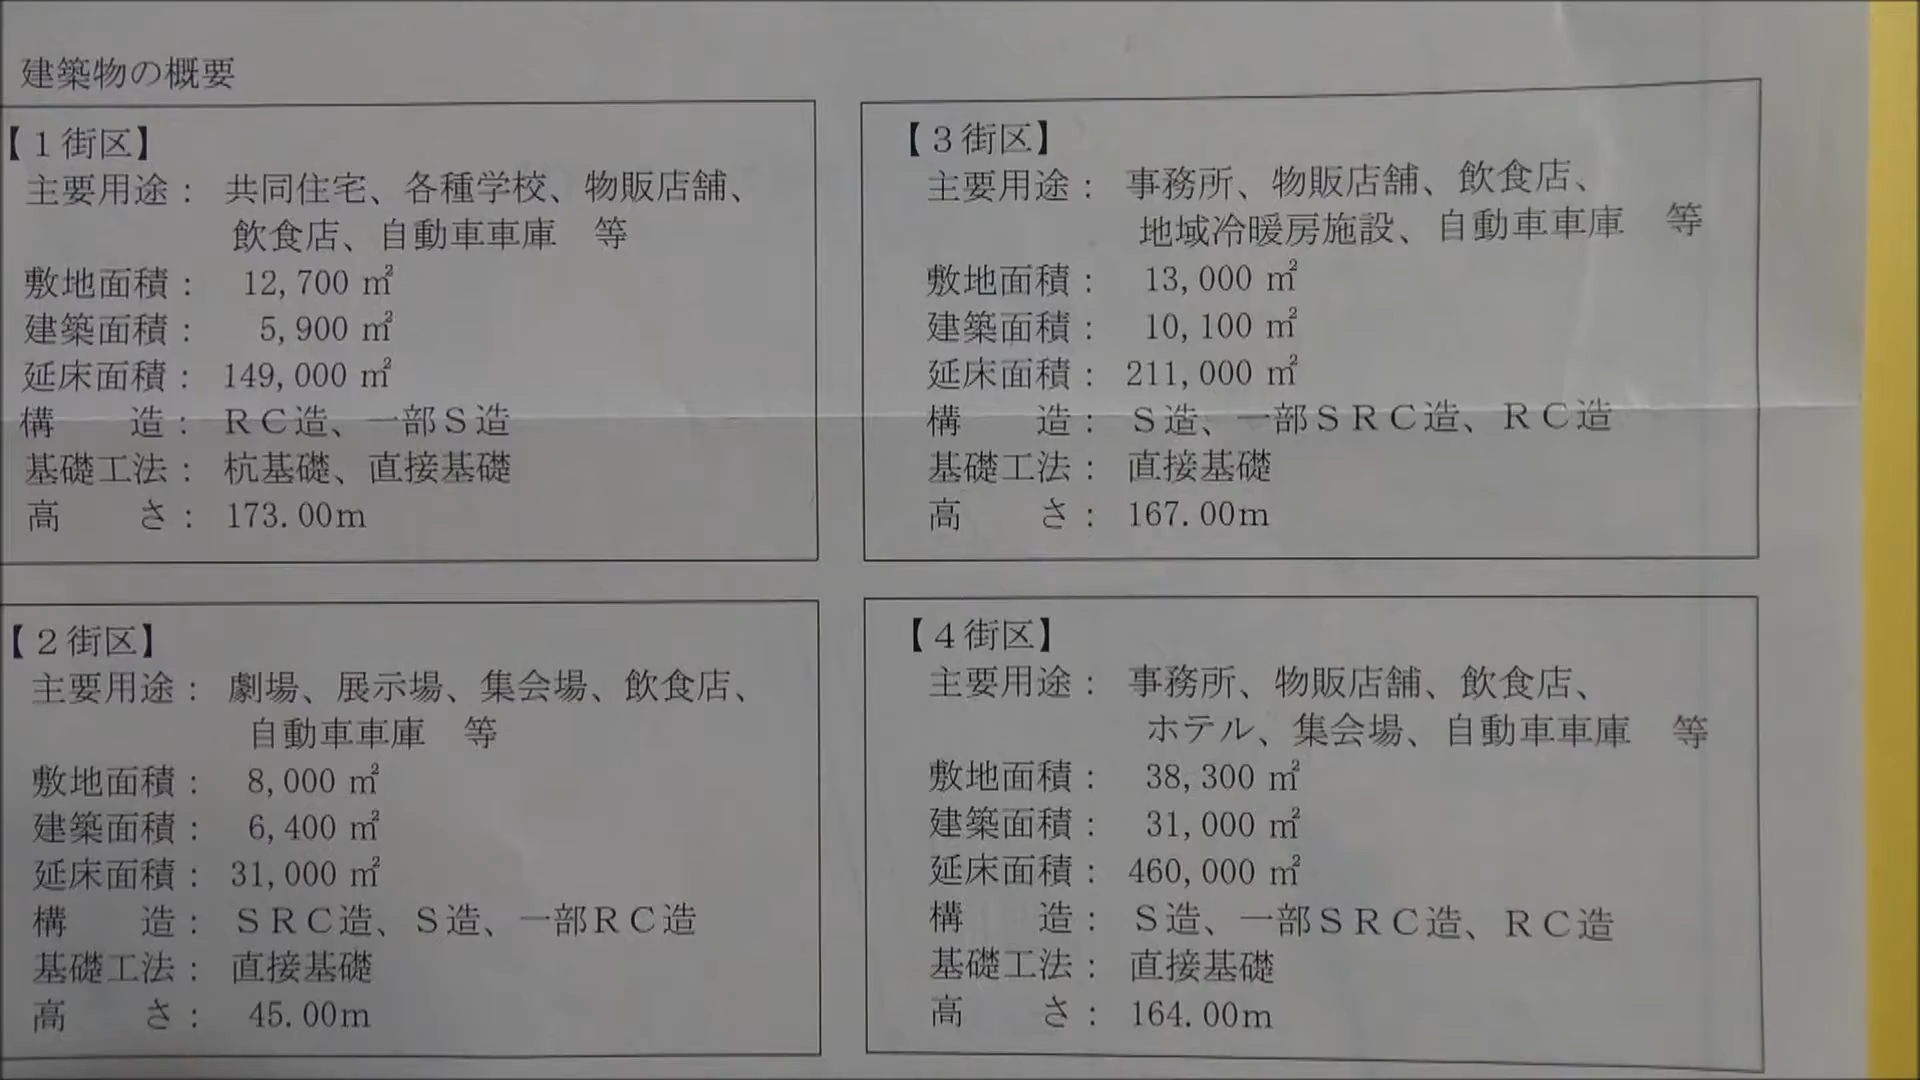 建築物の概要
【１街区】
主要用途： 共同住宅、各種学校、物販店舗、
飲食店、自動車車庫　等
敷地面積： 12,700 ㎡
建築面積： 5,900 ㎡
延床面積： 149,000 ㎡
構　　造： ＲＣ造、一部Ｓ造
基礎工法： 杭基礎、直接基礎
高　　さ： 173.00m
【２街区】
主要用途： 劇場、展示場、集会場、飲食店、
自動車車庫　等
敷地面積： 8,000 ㎡
建築面積： 6,400 ㎡
延床面積： 31,000 ㎡
構　　造： ＳＲＣ造、Ｓ造、一部ＲＣ造
基礎工法： 直接基礎
高　　さ： 45.00m
【３街区】
主要用途： 事務所、物販店舗、飲食店、
地域冷暖房施設、自動車車庫　等
敷地面積： 13,000 ㎡
建築面積： 10,100 ㎡
延床面積： 211,000 ㎡
構　　造： Ｓ造、一部ＳＲＣ造、ＲＣ造
基礎工法： 直接基礎
高　　さ： 167.00m
【４街区】
主要用途： 事務所、物販店舗、飲食店、
ホテル、集会場、自動車車庫　等
敷地面積： 38,300 ㎡
建築面積： 31,000 ㎡
延床面積： 460,000 ㎡
構　　造： Ｓ造、一部ＳＲＣ造、ＲＣ造
基礎工法： 直接基礎
高　　さ： 164.00m